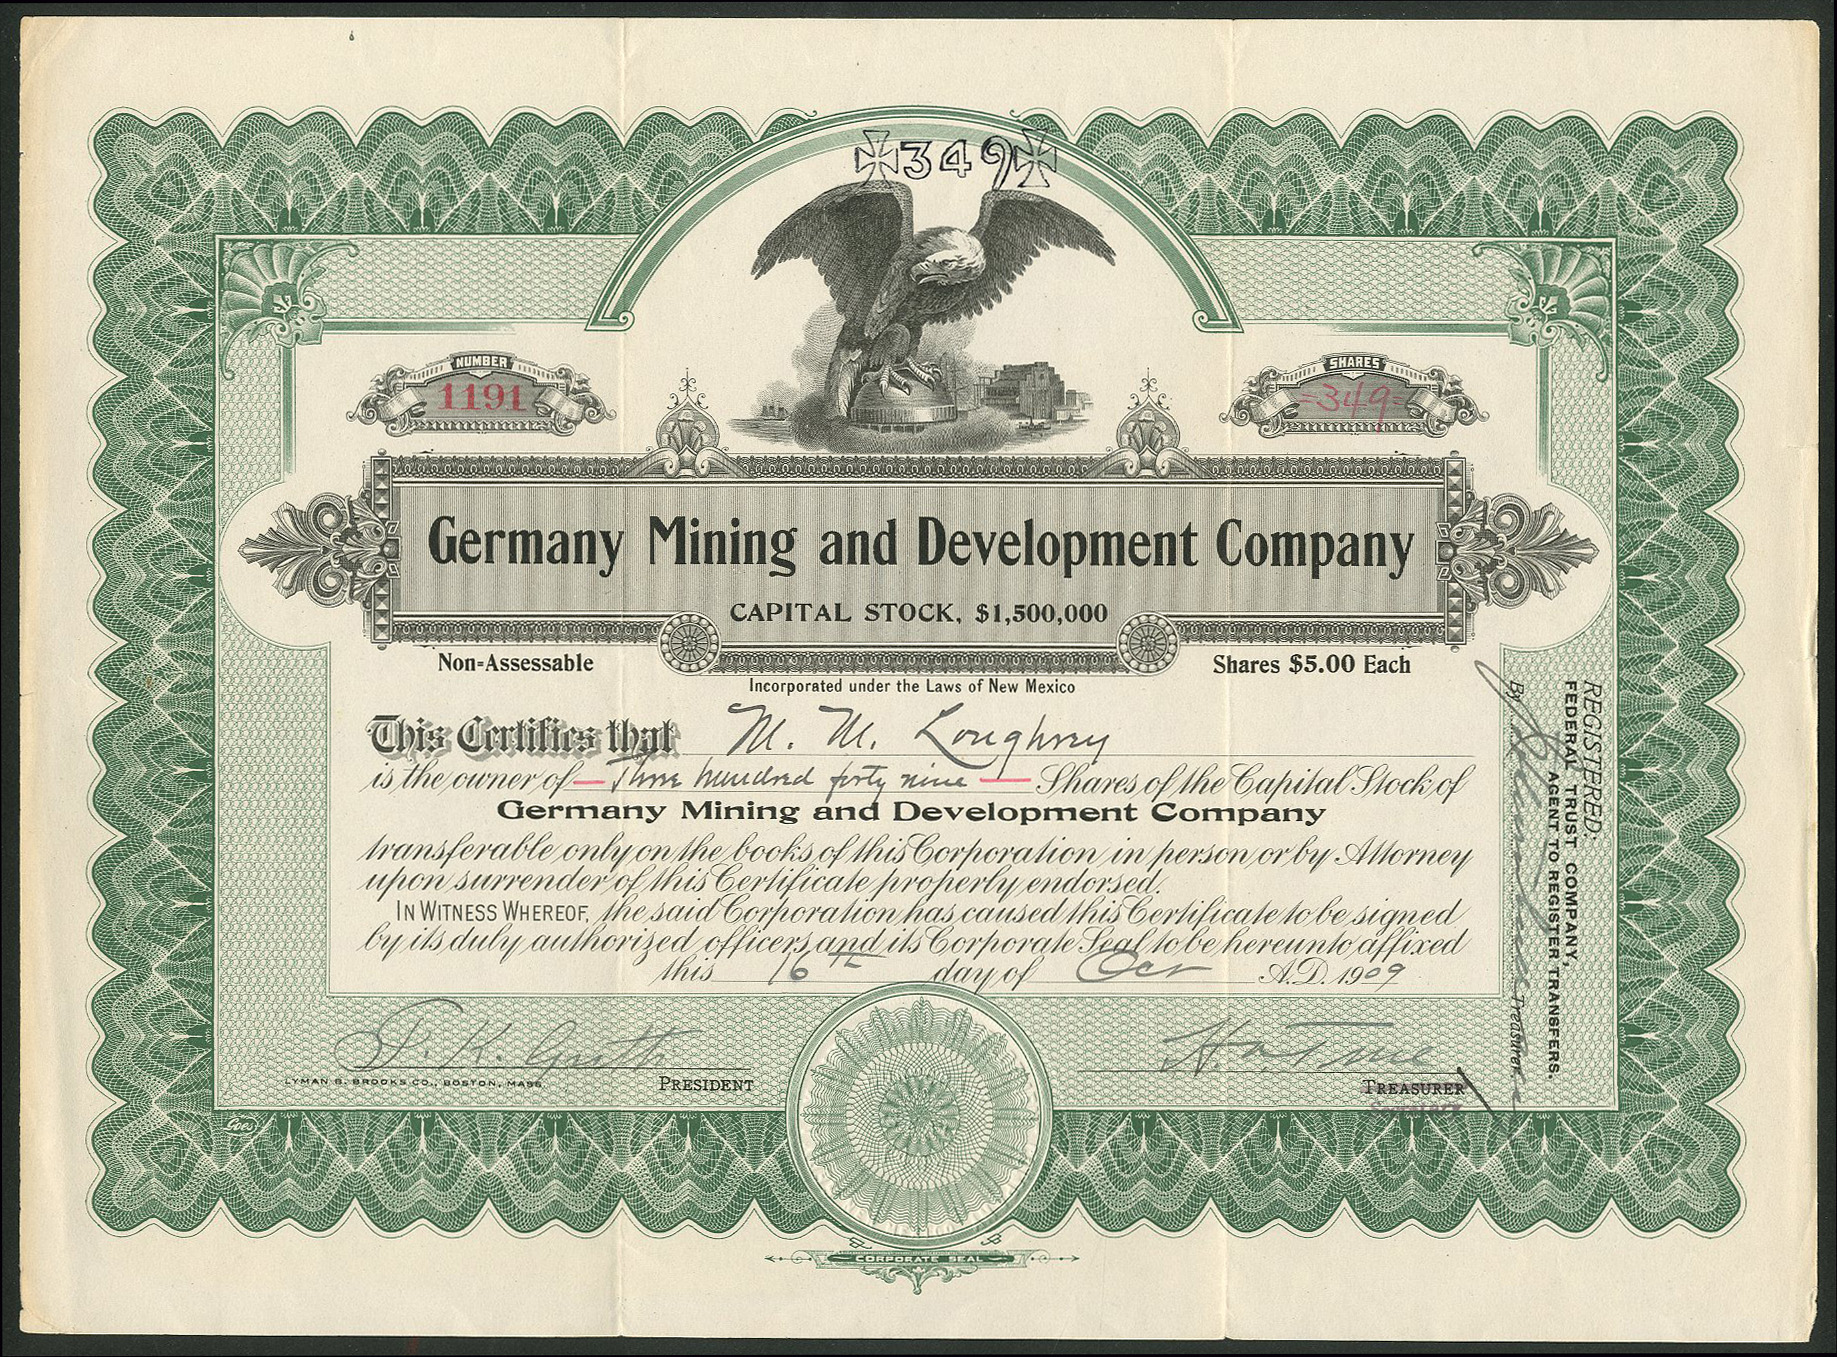 349
NUMBER
1191
SHARES
=349=
Germany Mining and Development Company
CAPITAL STOCK, $1,500,000
Non-Assessable
Shares $5.00 Each
Incorporated under the Laws of New Mexico
This Certifies that M. M. Loughrey
is the owner of — three hundred forty nine — Shares of the Capital Stock of
Germany Mining and Development Company
transferable only on the books of this Corporation in person or by Attorney
upon surrender of this Certificate properly endorsed.
IN WITNESS WHEREOF, the said Corporation has caused this Certificate to be signed
by its duly authorized officers and its Corporate Seal to be hereunto affixed
this 16th day of Oct A.D. 1909
LYMAN B. BROOKS CO., BOSTON, MASS.
PRESIDENT
TREASURER
Secretary
Goes
CORPORATE SEAL
REGISTERED:
FEDERAL TRUST COMPANY,
AGENT TO REGISTER TRANSFERS.
By
Treasurer